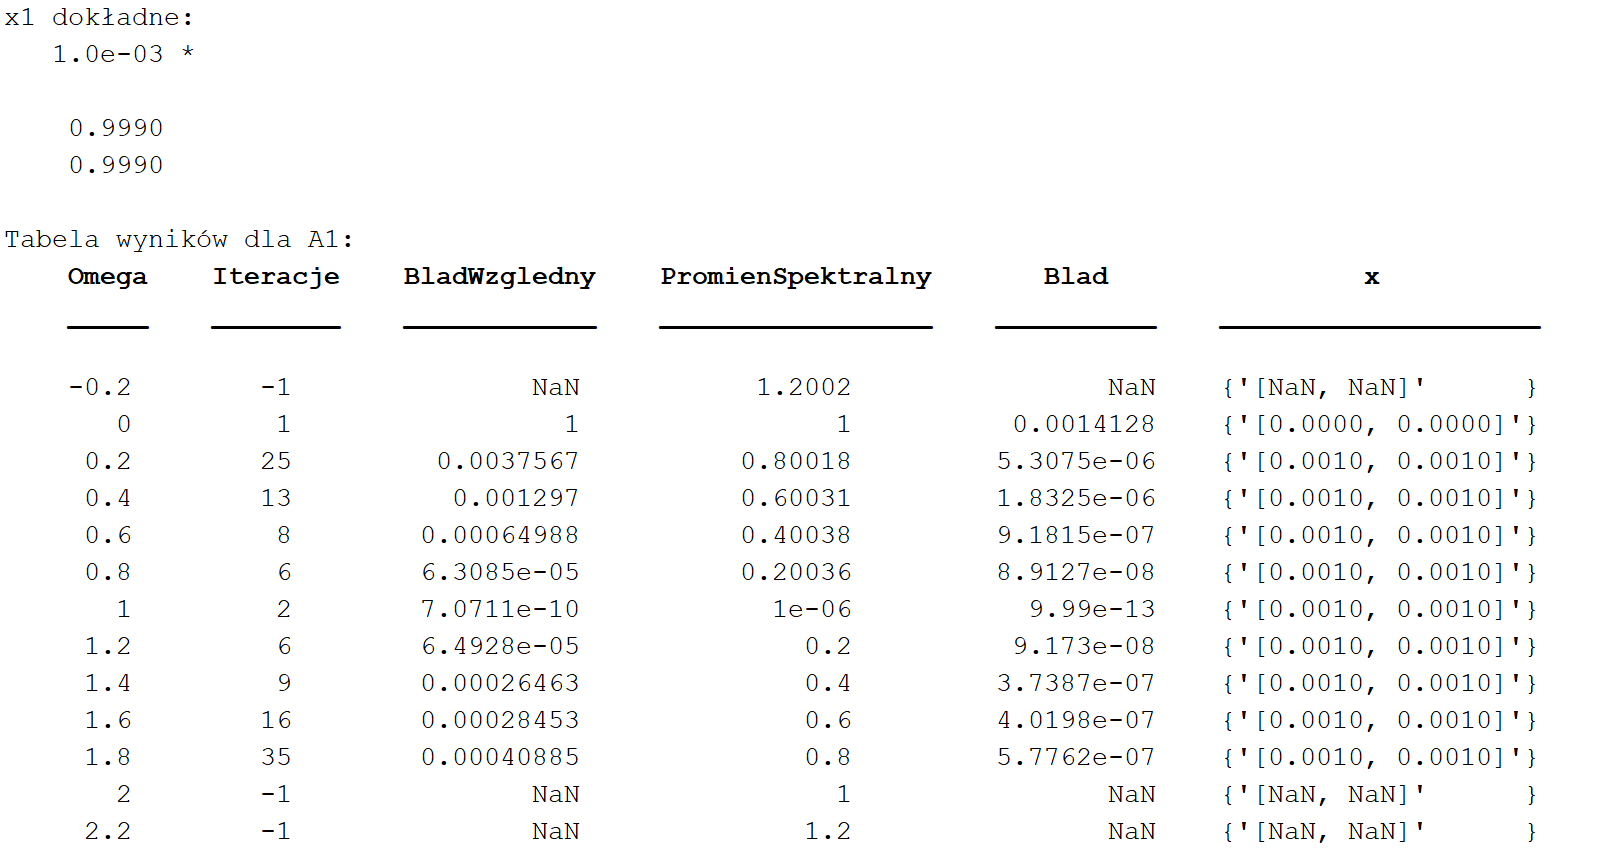 x1 dokładne:
1.0e-03 *
0.9990
0.9990
Tabela wyników dla A1:
Omega Iteracje BladWzgledny PromienSpektralny Blad x
-0.2 -1 NaN 1.2002 NaN {'[NaN, NaN]' }
0 1 1 1 0.0014128 {'[0.0000, 0.0000]'}
0.2 25 0.0037567 0.80018 5.3075e-06 {'[0.0010, 0.0010]'}
0.4 13 0.001297 0.60031 1.8325e-06 {'[0.0010, 0.0010]'}
0.6 8 0.00064988 0.40038 9.1815e-07 {'[0.0010, 0.0010]'}
0.8 6 6.3085e-05 0.20036 8.9127e-08 {'[0.0010, 0.0010]'}
1 2 7.0711e-10 1e-06 9.99e-13 {'[0.0010, 0.0010]'}
1.2 6 6.4928e-05 0.2 9.173e-08 {'[0.0010, 0.0010]'}
1.4 9 0.00026463 0.4 3.7387e-07 {'[0.0010, 0.0010]'}
1.6 16 0.00028453 0.6 4.0198e-07 {'[0.0010, 0.0010]'}
1.8 35 0.00040885 0.8 5.7762e-07 {'[0.0010, 0.0010]'}
2 -1 NaN 1 NaN {'[NaN, NaN]' }
2.2 -1 NaN 1.2 NaN {'[NaN, NaN]' }